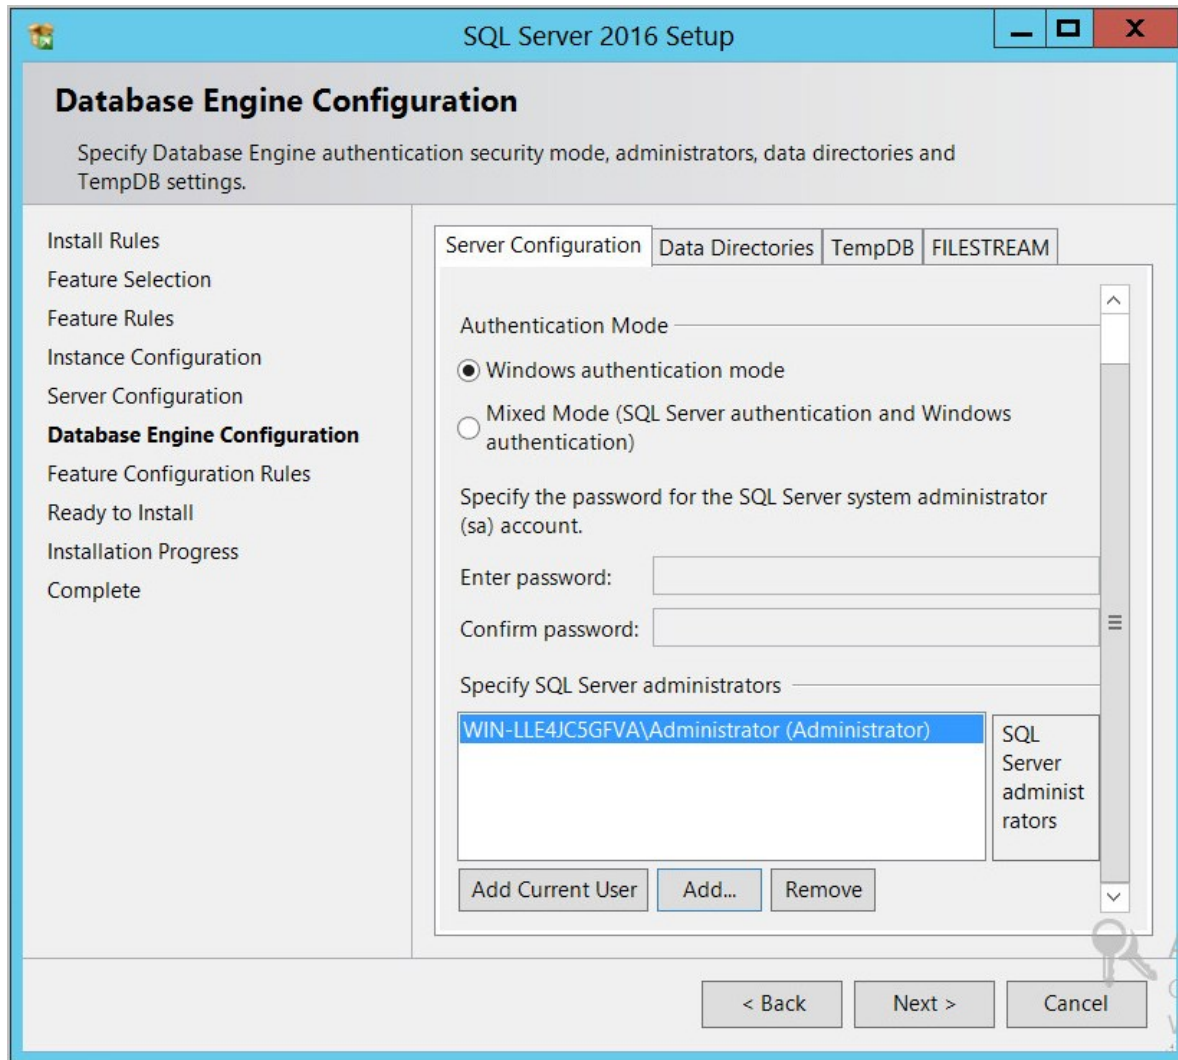 SQL Server 2016 Setup
Database Engine Configuration
Specify Database Engine authentication security mode, administrators, data directories and
TempDB settings.
Install Rules
Feature Selection
Feature Rules
Instance Configuration
Server Configuration
Database Engine Configuration
Feature Configuration Rules
Ready to Install
Installation Progress
Complete
Server Configuration
Data Directories
TempDB
FILESTREAM
Authentication Mode
Windows authentication mode
Mixed Mode (SQL Server authentication and Windows
authentication)
Specify the password for the SQL Server system administrator
(sa) account.
Enter password:
Confirm password:
Specify SQL Server administrators
WIN-LLE4JC5GFVA\Administrator (Administrator)
SQL
Server
administ
rators
Add Current User
Add...
Remove
< Back
Next >
Cancel